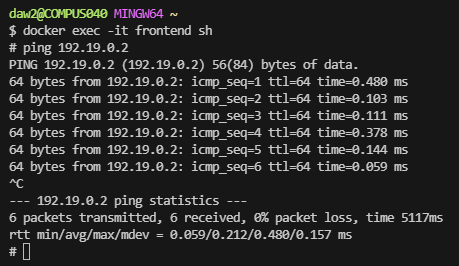 daw2@COMPUS040 MINGW64 ~
$ docker exec -it frontend sh
# ping 192.19.0.2
PING 192.19.0.2 (192.19.0.2) 56(84) bytes of data.
64 bytes from 192.19.0.2: icmp_seq=1 ttl=64 time=0.480 ms
64 bytes from 192.19.0.2: icmp_seq=2 ttl=64 time=0.103 ms
64 bytes from 192.19.0.2: icmp_seq=3 ttl=64 time=0.111 ms
64 bytes from 192.19.0.2: icmp_seq=4 ttl=64 time=0.378 ms
64 bytes from 192.19.0.2: icmp_seq=5 ttl=64 time=0.144 ms
64 bytes from 192.19.0.2: icmp_seq=6 ttl=64 time=0.059 ms
^C
--- 192.19.0.2 ping statistics ---
6 packets transmitted, 6 received, 0% packet loss, time 5117ms
rtt min/avg/max/mdev = 0.059/0.212/0.480/0.157 ms
#